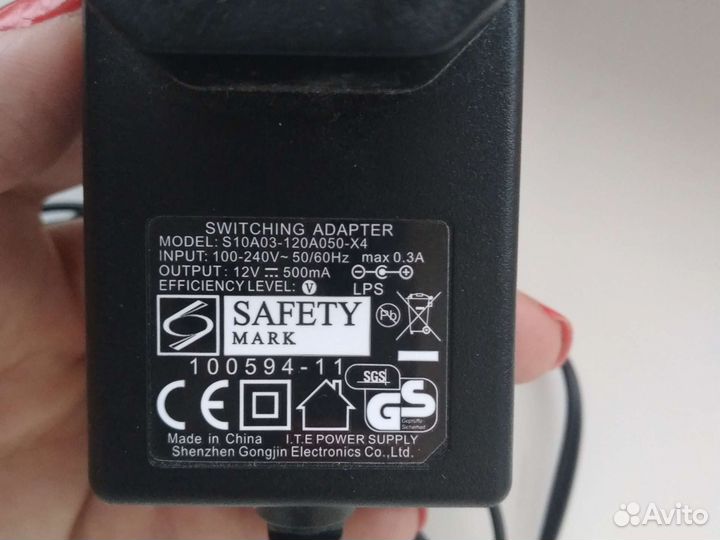 SWITCHING ADAPTER
MODEL: S10A03-120A050-X4
INPUT: 100-240V~ 50/60Hz max 0.3A
OUTPUT : 12V ⎓ 500mA
EFFICIENCY LEVEL: V LPS
SAFETY
MARK
Pb
100594-11
SGS
CE
GS
Geprüfte
Sicherheit
Made in China I.T.E POWER SUPPLY
Shenzhen Gongjin Electronics Co.,Ltd.
Avito